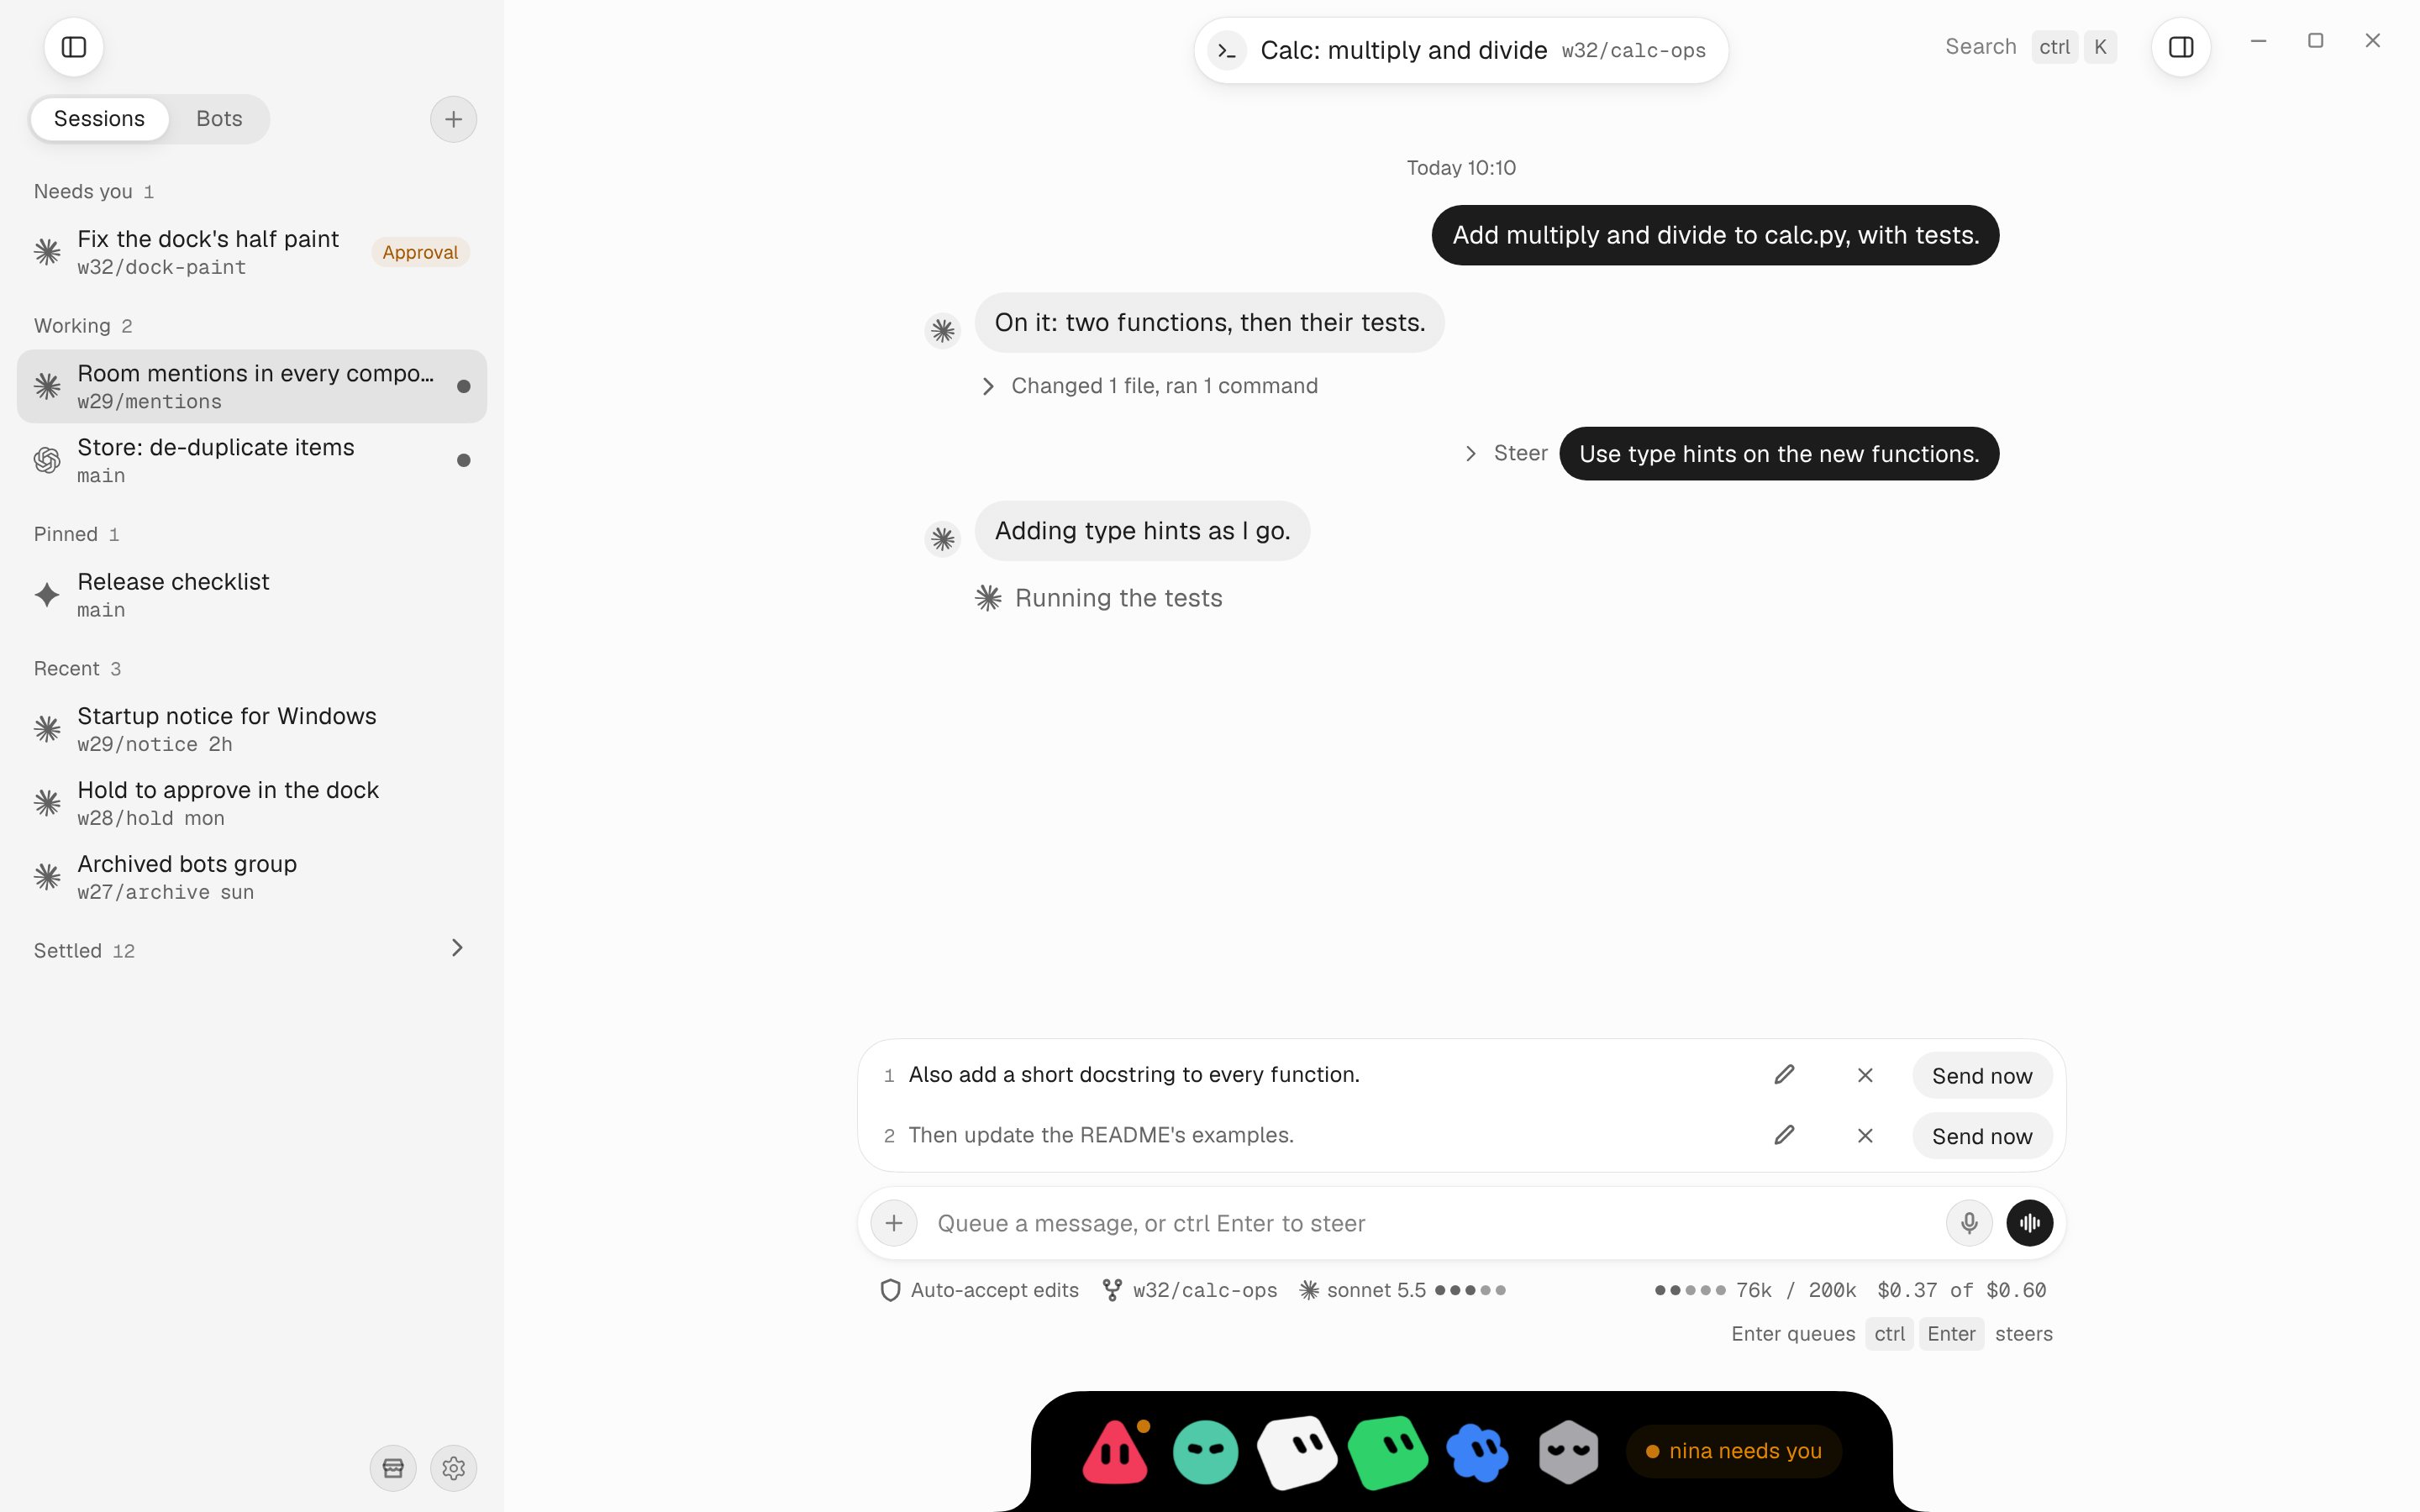 Calc: multiply and divide w32/calc-ops
Search ctrl K
Sessions Bots
Needs you 1
Fix the dock's half paint
w32/dock-paint
Approval
Working 2
Room mentions in every compo…
w29/mentions
Store: de-duplicate items
main
Pinned 1
Release checklist
main
Recent 3
Startup notice for Windows
w29/notice 2h
Hold to approve in the dock
w28/hold mon
Archived bots group
w27/archive sun
Settled 12
Today 10:10
Add multiply and divide to calc.py, with tests.
On it: two functions, then their tests.
Changed 1 file, ran 1 command
Steer Use type hints on the new functions.
Adding type hints as I go.
Running the tests
1 Also add a short docstring to every function. Send now
2 Then update the README's examples. Send now
Queue a message, or ctrl Enter to steer
Auto-accept edits w32/calc-ops sonnet 5.5 76k / 200k $0.37 of $0.60
Enter queues ctrl Enter steers
nina needs you